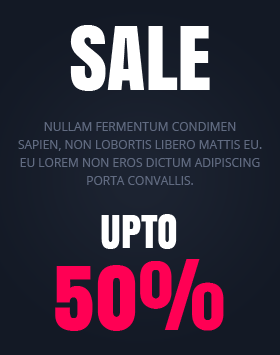 SALE
NULLAM FERMENTUM CONDIMEN
SAPIEN, NON LOBORTIS LIBERO MATTIS EU.
EU LOREM NON EROS DICTUM ADIPISCING
PORTA CONVALLIS.
UPTO
50%